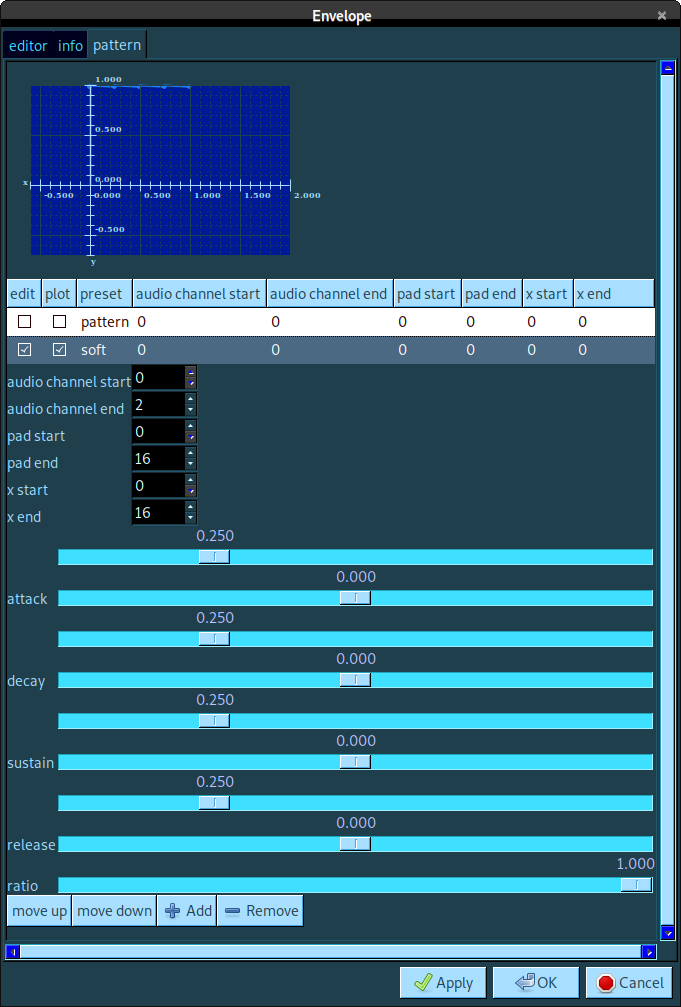 Envelope
editor info pattern
1.000
0.500
x 0.000
-0.500 -0.000 0.500 1.000 1.500 2.000
-0.500
y
edit plot preset audio channel start audio channel end pad start pad end x start x end
pattern 0 0 0 0 0 0
soft 0 0 0 0 0 0
audio channel start 0
audio channel end 2
pad start 0
pad end 16
x start 0
x end 16
0.250
0.000
attack
0.250
0.000
decay
0.250
0.000
sustain
0.250
0.000
release
1.000
ratio
move up move down Add Remove
Apply OK Cancel